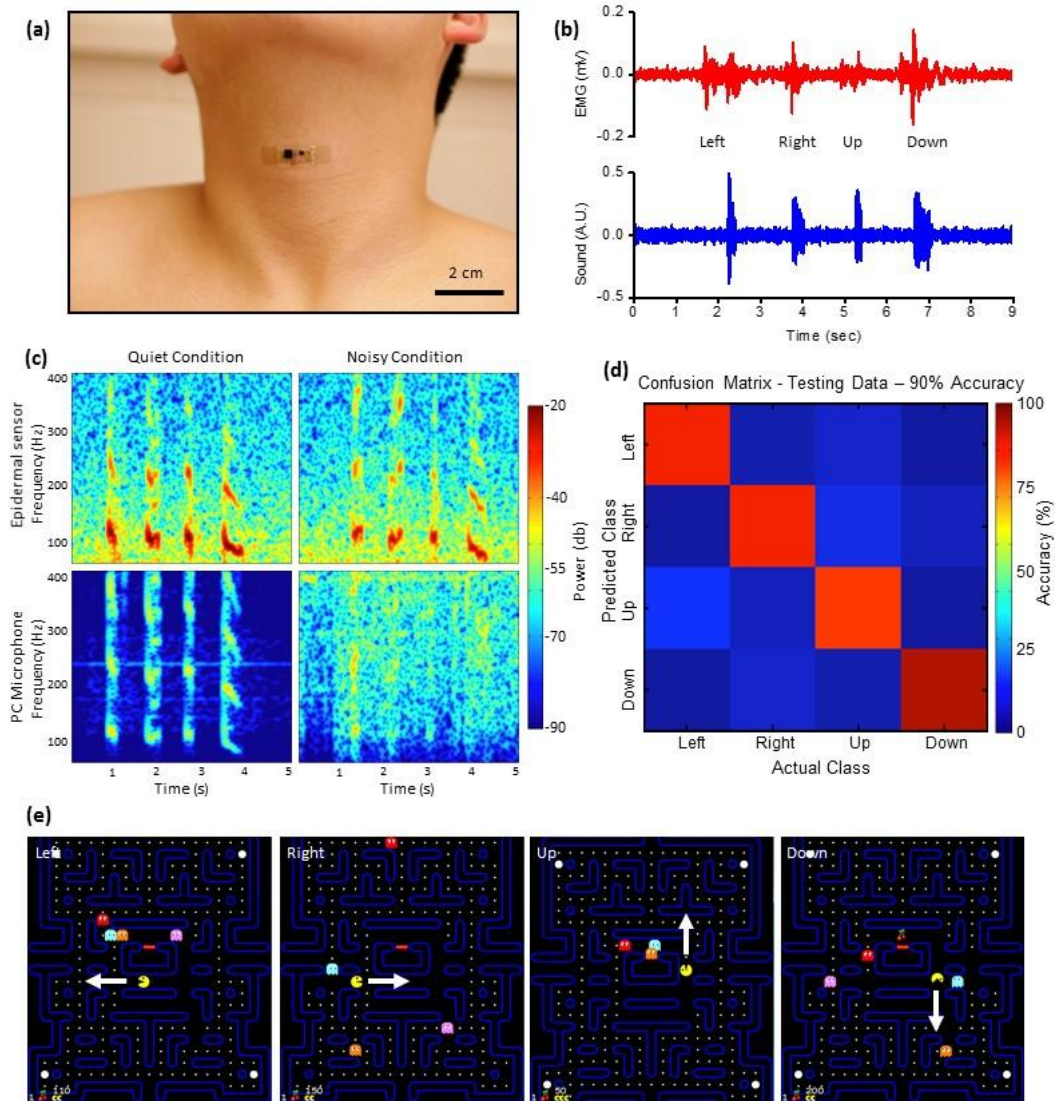 (a)
2 cm
(b)
0.2
0.0
0.2
EMG (mV)
Left Right Up Down
0.5
0.0
-0.5
Sound (A.U.)
0 1 2 3 4 5 6 7 8 9
Time (sec)
(c)
Quiet Condition Noisy Condition
Epidermal sensor
Frequency (Hz)
400
300
200
100
PC Microphone
Frequency (Hz)
400
300
200
100
1 2 3 4 5 1 2 3 4 5
Time (s) Time (s)
-20
-40
-55
-70
-90
Power (db)
(d)
Confusion Matrix - Testing Data – 90% Accuracy
Predicted Class
Left
Right
Up
Down
Left Right Up Down
Actual Class
100
75
50
25
0
Accuracy (%)
(e)
Left Right Up Down
110 150 50 200